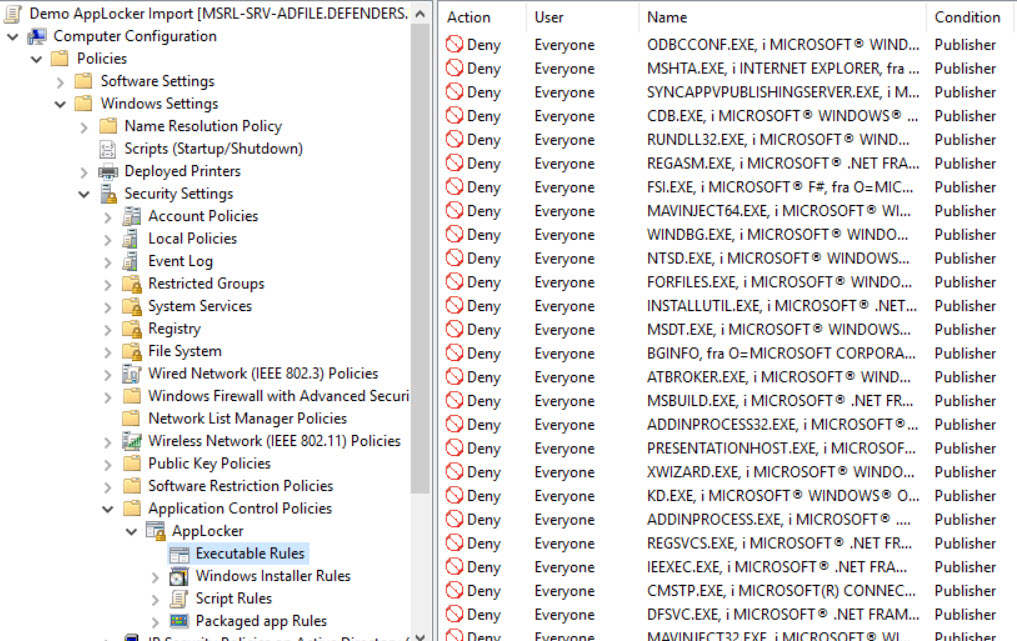 Demo AppLocker Import [MSRL-SRV-ADFILE.DEFENDERS.
Computer Configuration
Policies
Software Settings
Windows Settings
Name Resolution Policy
Scripts (Startup/Shutdown)
Deployed Printers
Security Settings
Account Policies
Local Policies
Event Log
Restricted Groups
System Services
Registry
File System
Wired Network (IEEE 802.3) Policies
Windows Firewall with Advanced Securi
Network List Manager Policies
Wireless Network (IEEE 802.11) Policies
Public Key Policies
Software Restriction Policies
Application Control Policies
AppLocker
Executable Rules
Windows Installer Rules
Script Rules
Packaged app Rules
IP Security Policies on Active Directory (
Action User Name Condition
Deny Everyone ODBCCONF.EXE, i MICROSOFT® WIND... Publisher
Deny Everyone MSHTA.EXE, i INTERNET EXPLORER, fra ... Publisher
Deny Everyone SYNCAPPVPUBLISHINGSERVER.EXE, i M... Publisher
Deny Everyone CDB.EXE, i MICROSOFT® WINDOWS® ... Publisher
Deny Everyone RUNDLL32.EXE, i MICROSOFT® WIND... Publisher
Deny Everyone REGASM.EXE, i MICROSOFT® .NET FRA... Publisher
Deny Everyone FSI.EXE, i MICROSOFT® F#, fra O=MIC... Publisher
Deny Everyone MAVINJECT64.EXE, i MICROSOFT® WI... Publisher
Deny Everyone WINDBG.EXE, i MICROSOFT® WINDO... Publisher
Deny Everyone NTSD.EXE, i MICROSOFT® WINDOWS... Publisher
Deny Everyone FORFILES.EXE, i MICROSOFT® WINDO... Publisher
Deny Everyone INSTALLUTIL.EXE, i MICROSOFT® .NET... Publisher
Deny Everyone MSDT.EXE, i MICROSOFT® WINDOWS... Publisher
Deny Everyone BGINFO, fra O=MICROSOFT CORPORA... Publisher
Deny Everyone ATBROKER.EXE, i MICROSOFT® WIND... Publisher
Deny Everyone MSBUILD.EXE, i MICROSOFT® .NET FR... Publisher
Deny Everyone ADDINPROCESS32.EXE, i MICROSOFT®... Publisher
Deny Everyone PRESENTATIONHOST.EXE, i MICROSOF... Publisher
Deny Everyone XWIZARD.EXE, i MICROSOFT® WINDO... Publisher
Deny Everyone KD.EXE, i MICROSOFT® WINDOWS® O... Publisher
Deny Everyone ADDINPROCESS.EXE, i MICROSOFT® .... Publisher
Deny Everyone REGSVCS.EXE, i MICROSOFT® .NET FR... Publisher
Deny Everyone IEEXEC.EXE, i MICROSOFT® .NET FRA... Publisher
Deny Everyone CMSTP.EXE, i MICROSOFT(R) CONNEC... Publisher
Deny Everyone DFSVC.EXE, i MICROSOFT® .NET FRAM... Publisher
Deny Everyone MAVINJECT32.EXE, i MICROSOFT® WI... Publisher